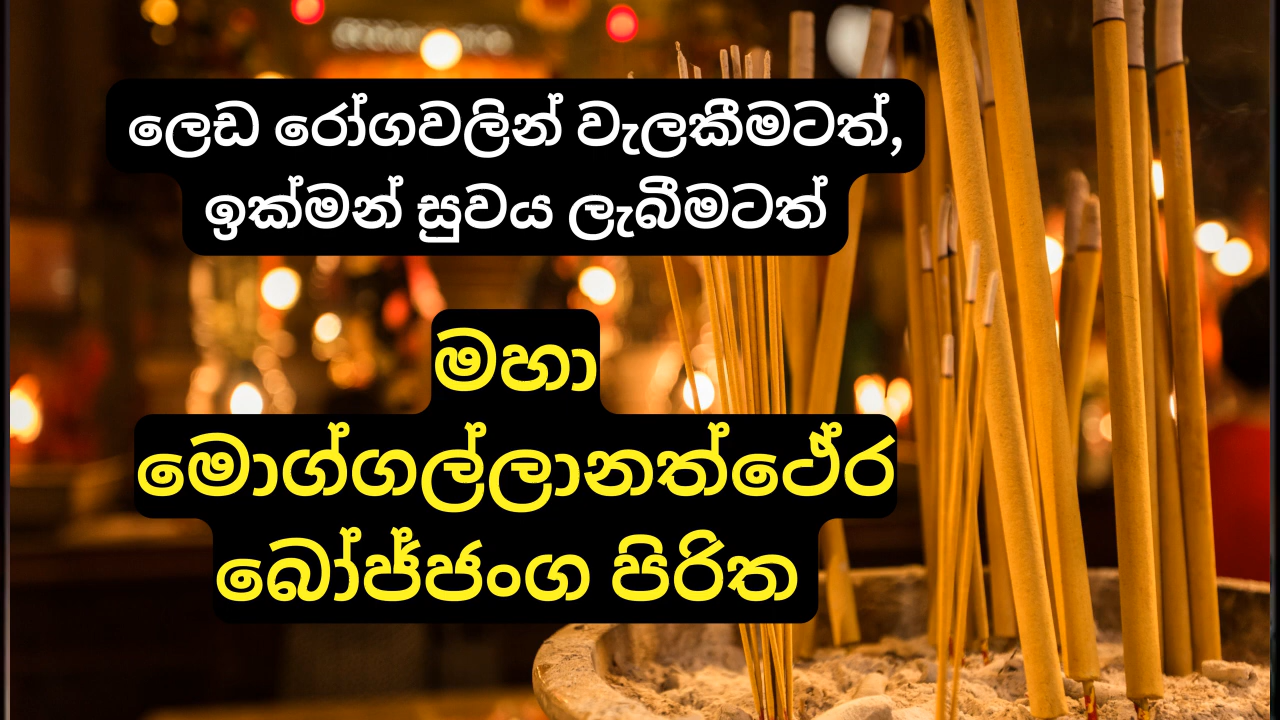 ලෙඩ රෝගවලින් වැලකීමටත්,
ඉක්මන් සුවය ලැබීමටත්
මහා
මොග්ගල්ලානත්ථේර
බෝජ්ජංග පිරිත